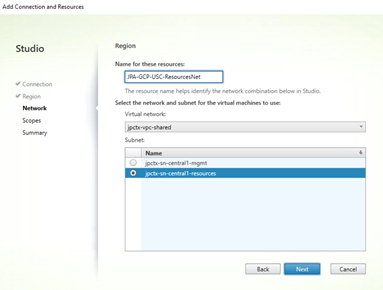 Add Connection and Resources
Studio
Connection
Region
Network
Scopes
Summary
Region
Name for these resources:
JPA-GCP-USC-ResourcesNet
The resource name helps identify the network combination below in Studio.
Select the network and subnet for the virtual machines to use:
Virtual network:
jpctx-vpc-shared
Subnet:
Name
jpctx-sn-central1-mgmt
jpctx-sn-central1-resources
Back
Next
Cancel